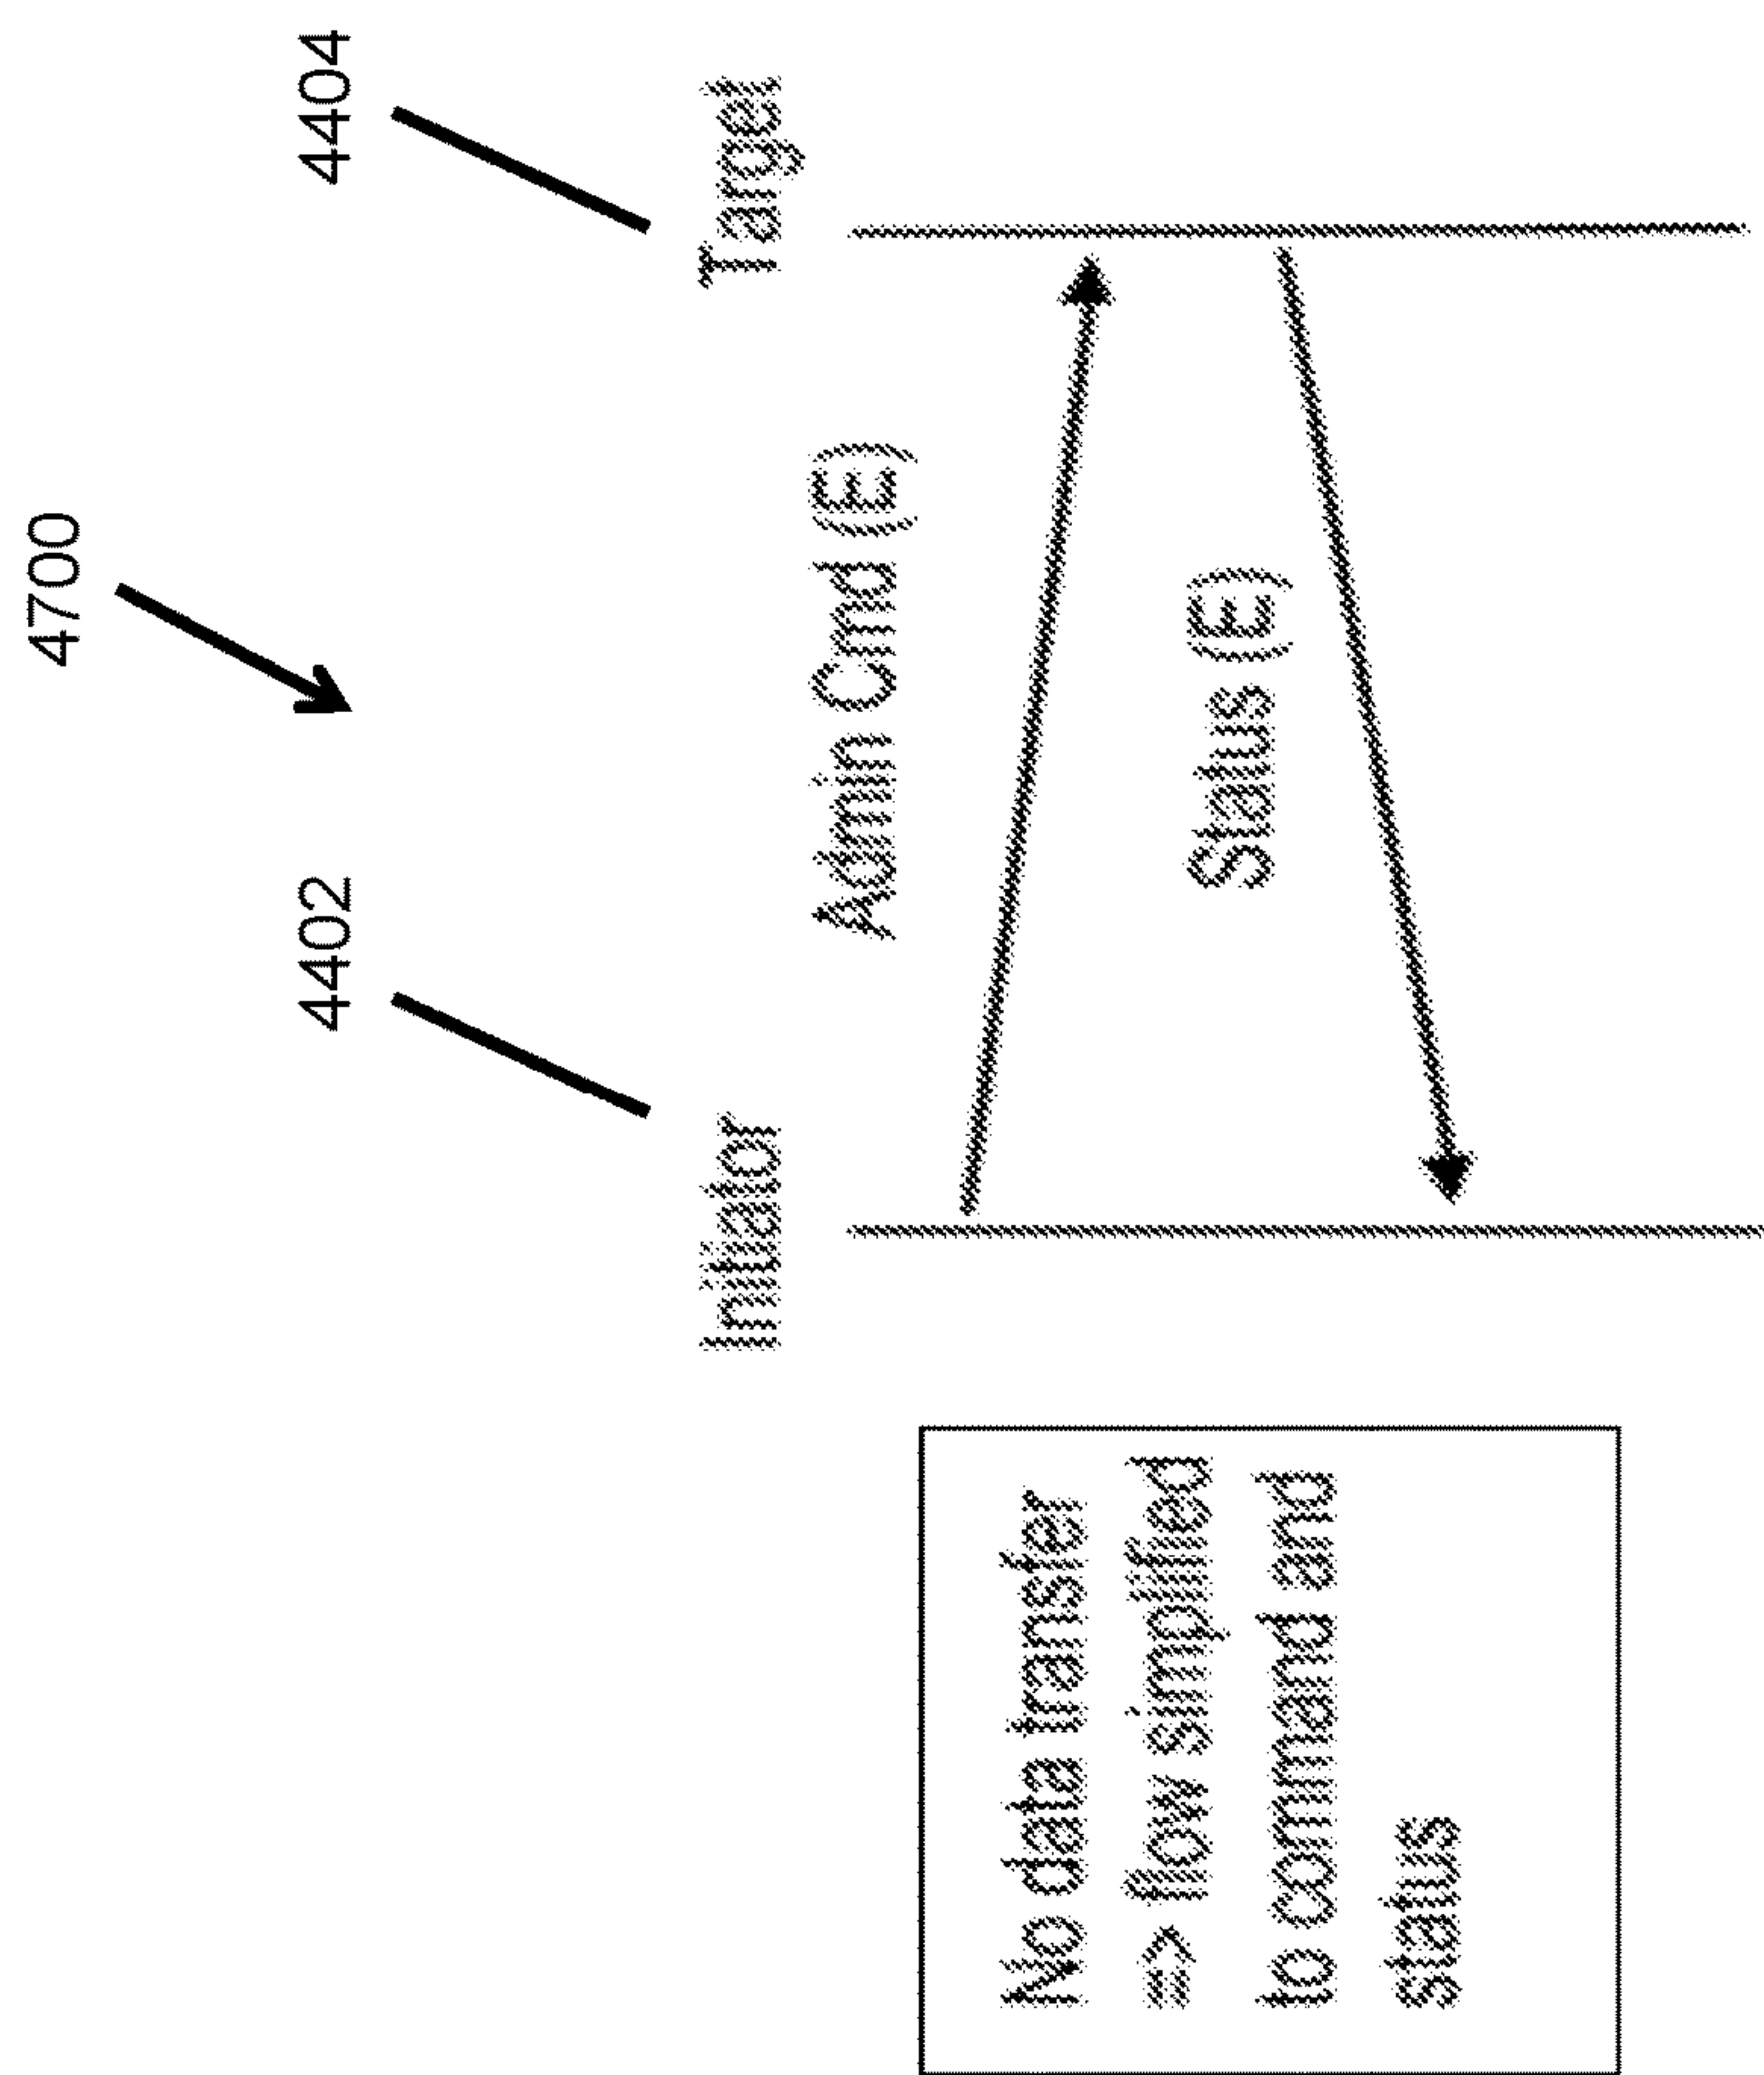 4700
4402
4404
Initiator
Target
Admin Cmd (E)
Status (E)
No data transfer
=> flow simplified
to command and
status